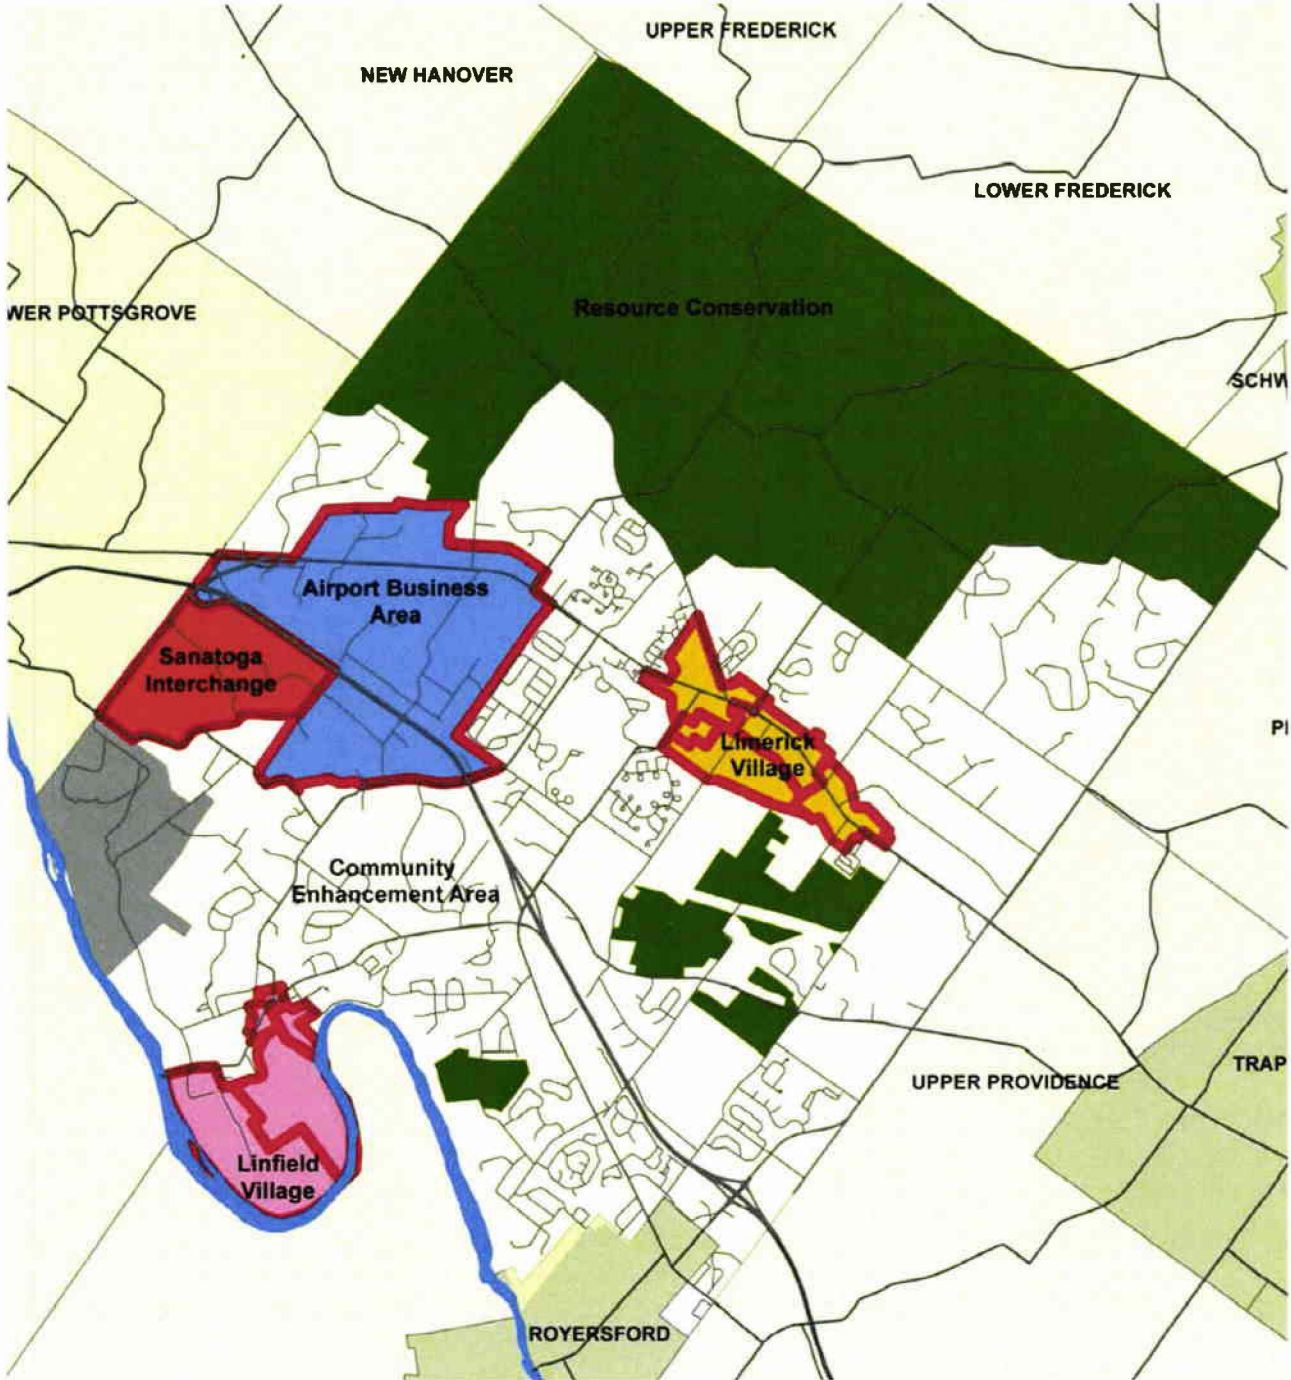 UPPER FREDERICK
NEW HANOVER
LOWER FREDERICK
Resource Conservation
WER POTTSGROVE
SCHW
Airport Business
Area
Sanatoga
Interchange
Limerick
Village
Community
Enhancement Area
UPPER PROVIDENCE
TRAP
Linfield
Village
ROYERSFORD